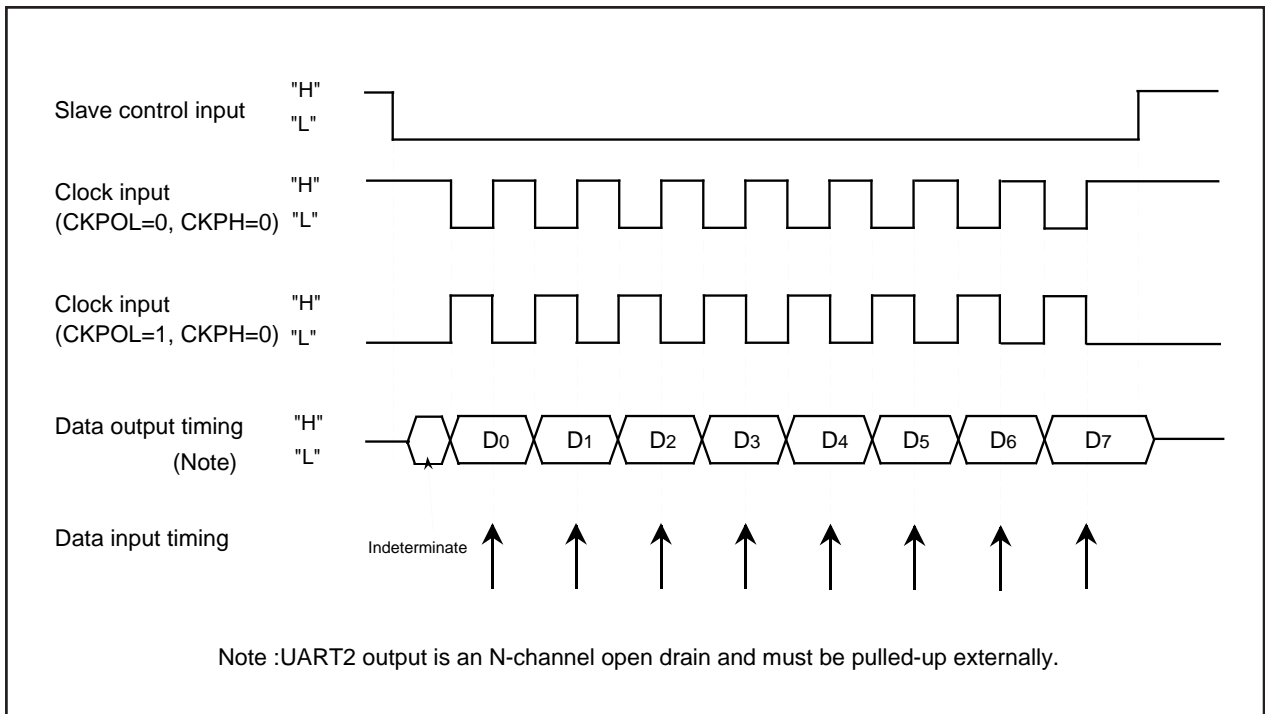 Slave control input "H"
"L"
Clock input "H"
(CKPOL=0, CKPH=0) "L"
Clock input "H"
(CKPOL=1, CKPH=0) "L"
Data output timing "H"
(Note) "L"
D0 D1 D2 D3 D4 D5 D6 D7
Data input timing
Indeterminate
Note :UART2 output is an N-channel open drain and must be pulled-up externally.